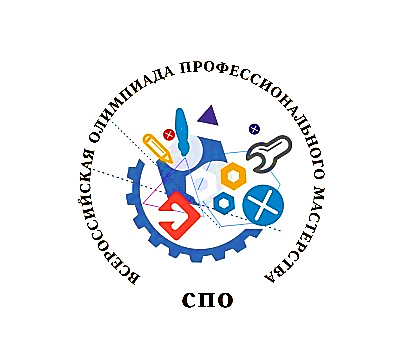 ВСЕРОССИЙСКАЯ ОЛИМПИАДА ПРОФЕССИОНАЛЬНОГО МАСТЕРСТВА
СПО